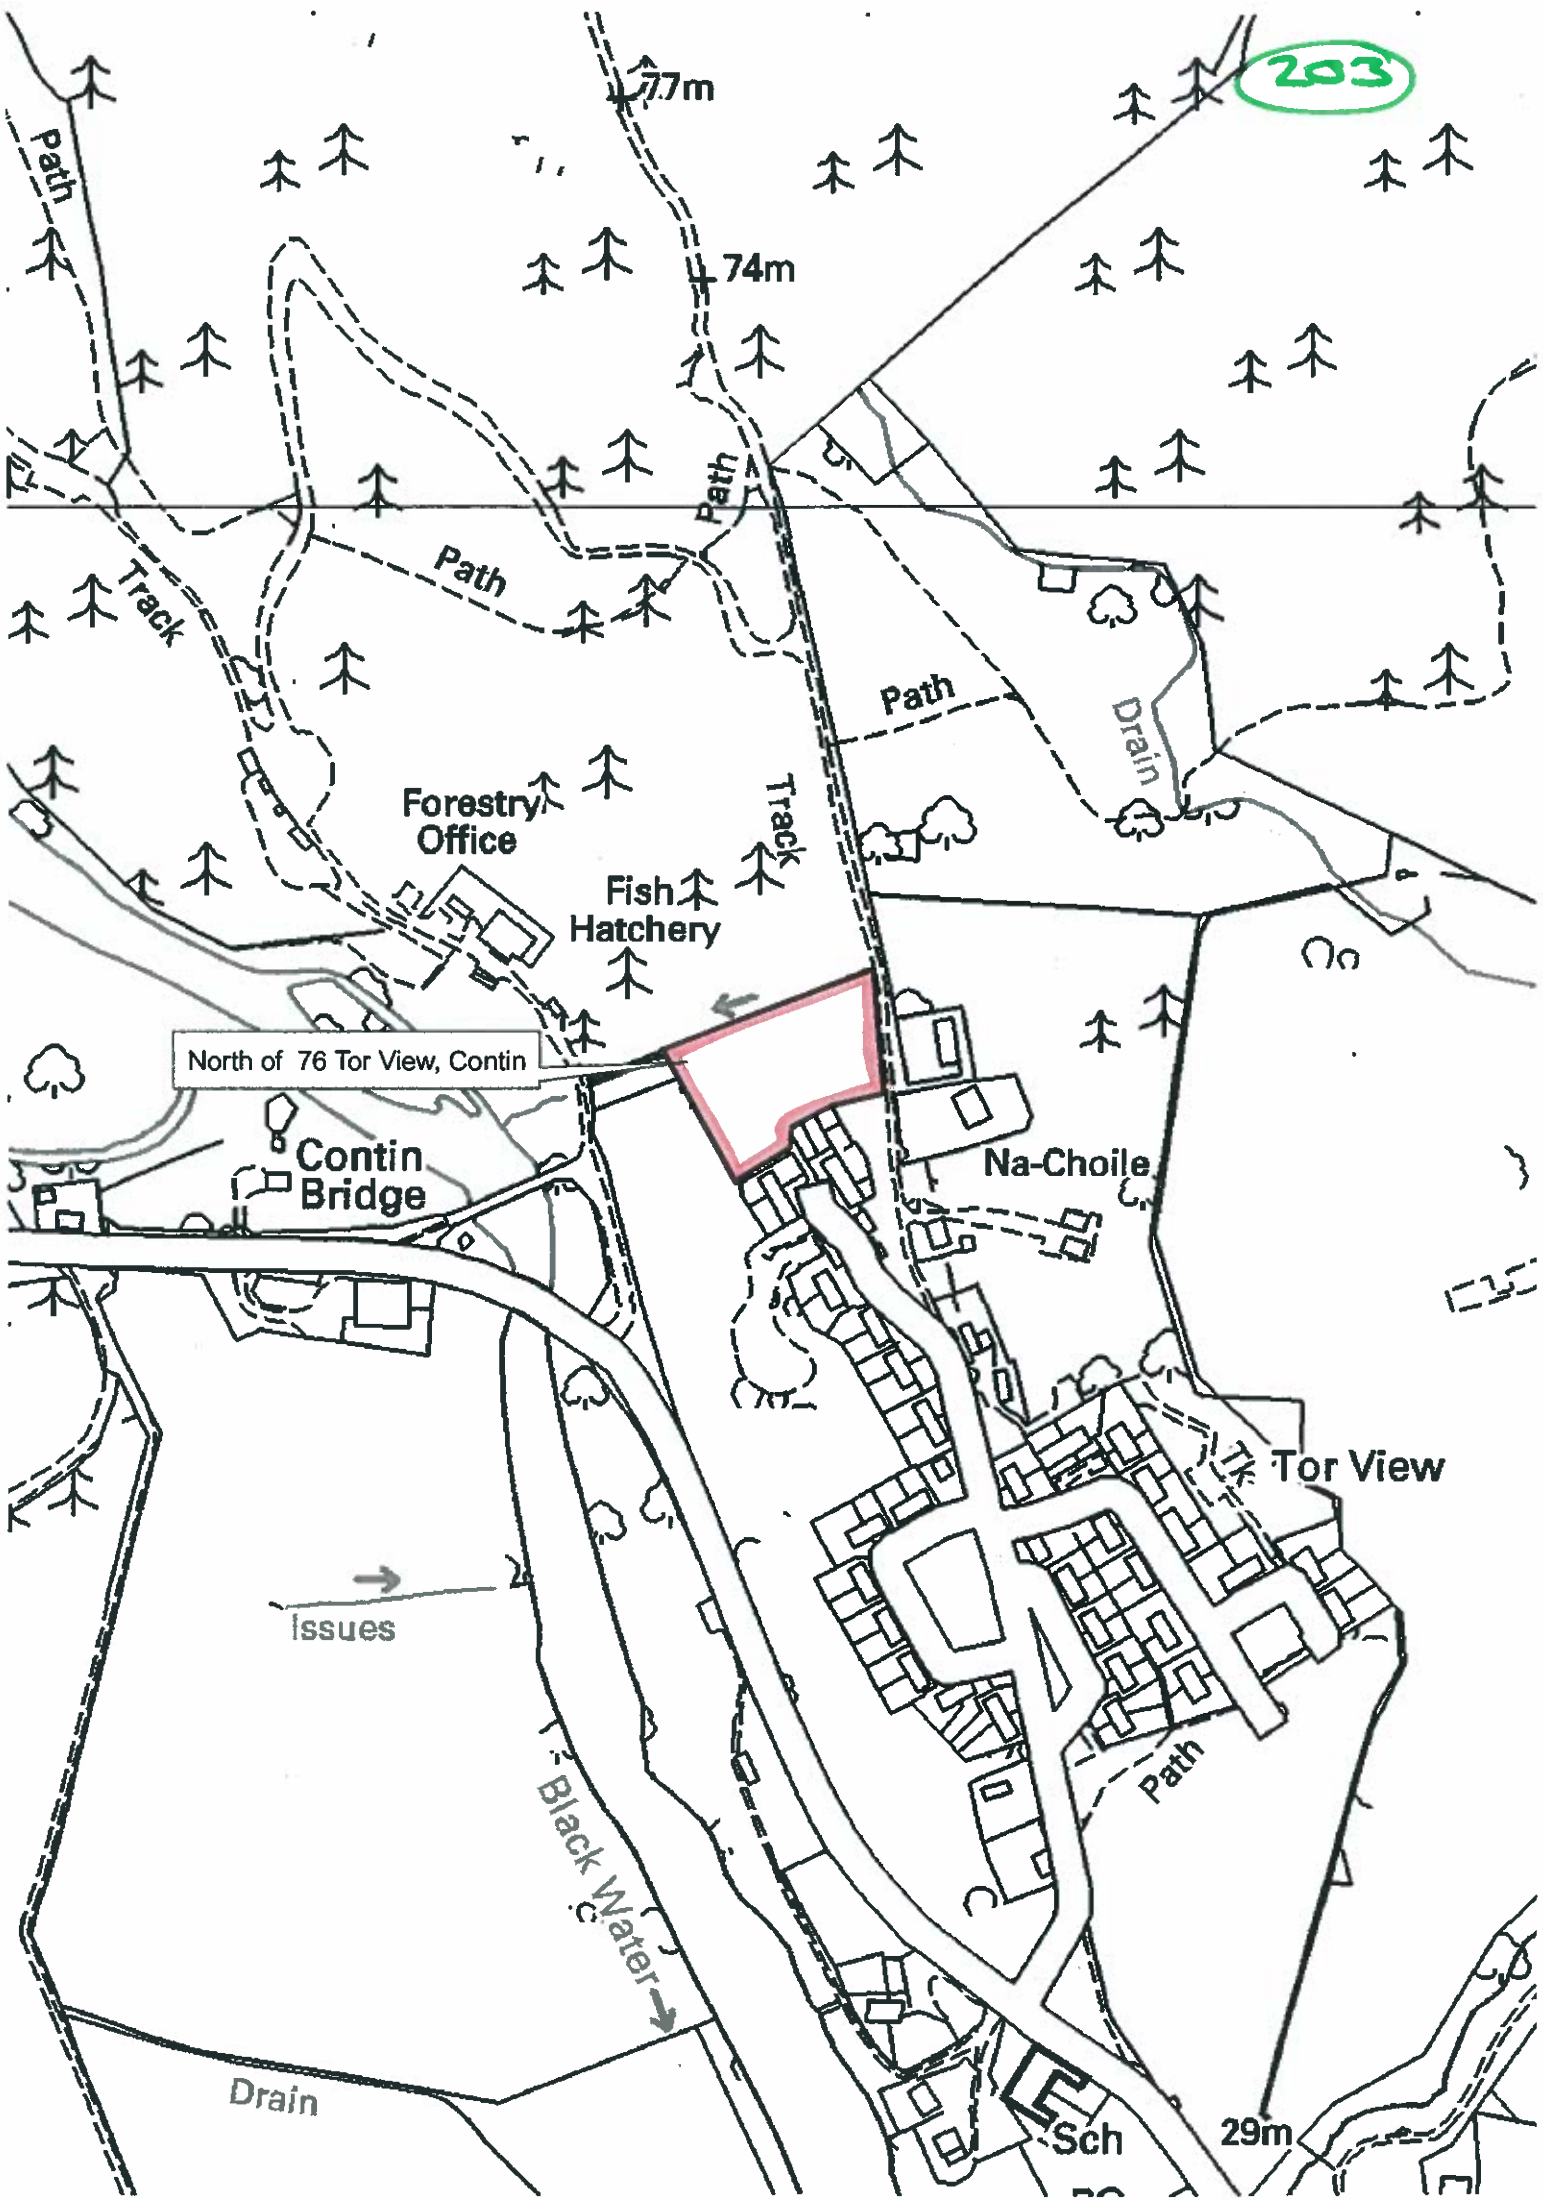 203
77m
Path
74m
Path
Path
Track
Path
Drain
Track
Forestry
Office
Fish
Hatchery
North of 76 Tor View, Contin
Contin
Bridge
Na-Choile
Tk
Tor View
Issues
Path
Black Water
Drain
29m
Sch